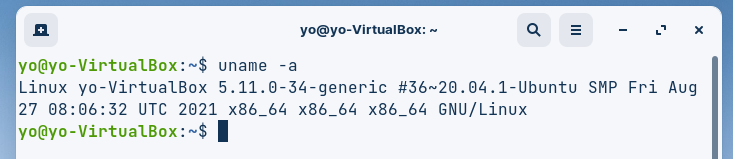 yo@yo-VirtualBox: ~
yo@yo-VirtualBox:~$ uname -a
Linux yo-VirtualBox 5.11.0-34-generic #36~20.04.1-Ubuntu SMP Fri Aug
27 08:06:32 UTC 2021 x86_64 x86_64 x86_64 GNU/Linux
yo@yo-VirtualBox:~$